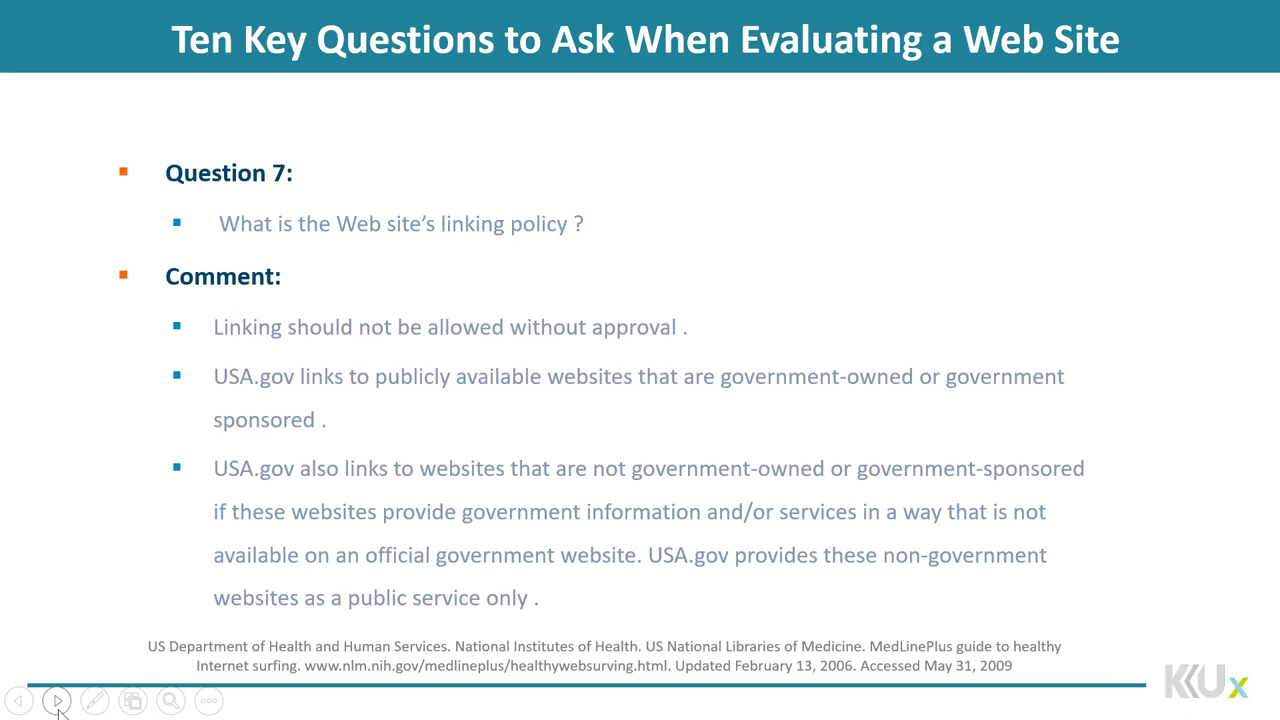 Ten Key Questions to Ask When Evaluating a Web Site
Question 7:
What is the Web site’s linking policy ?
Comment:
Linking should not be allowed without approval .
USA.gov links to publicly available websites that are government-owned or government
sponsored .
USA.gov also links to websites that are not government-owned or government-sponsored
if these websites provide government information and/or services in a way that is not
available on an official government website. USA.gov provides these non-government
websites as a public service only .
US Department of Health and Human Services. National Institutes of Health. US National Libraries of Medicine. MedLinePlus guide to healthy
Internet surfing. www.nlm.nih.gov/medlineplus/healthywebsurving.html. Updated February 13, 2006. Accessed May 31, 2009
KKUx